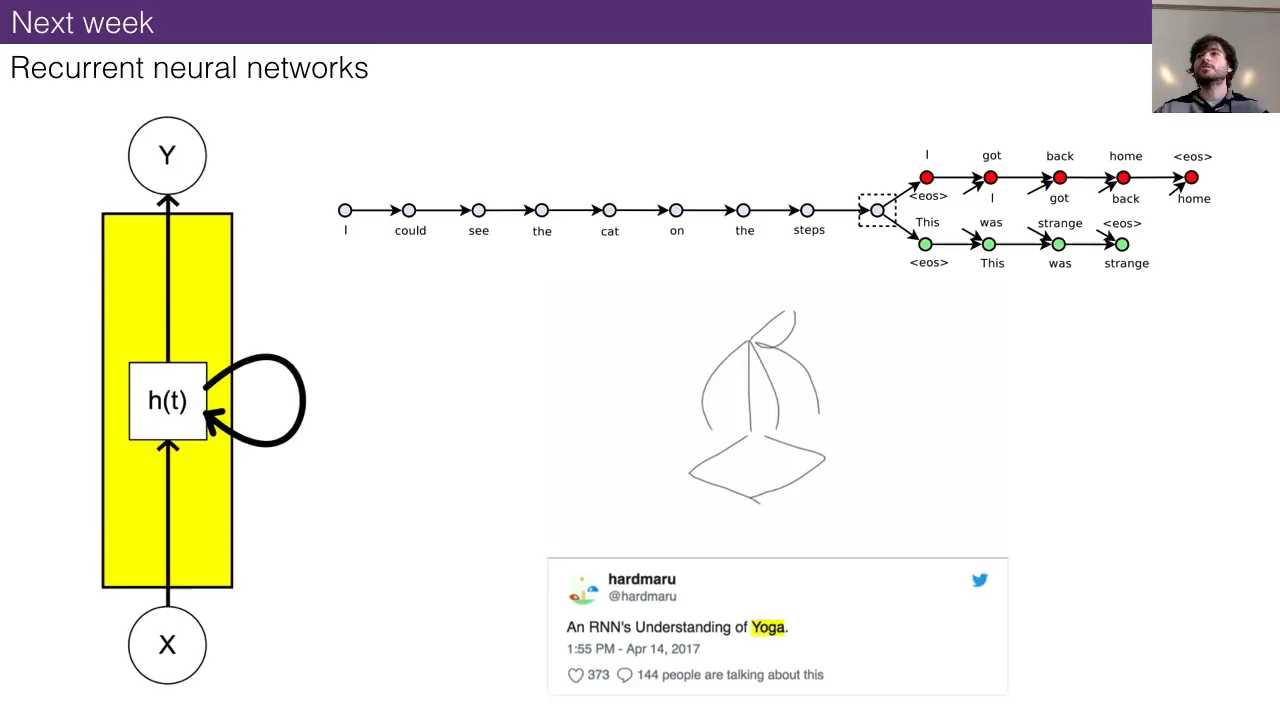 Next week
Recurrent neural networks
Y
h(t)
X
I got back home <eos>
<eos> I got back home
I could see the cat on the steps
This was strange <eos>
<eos> This was strange
hardmaru
@hardmaru
An RNN's Understanding of Yoga.
1:55 PM - Apr 14, 2017
373 144 people are talking about this